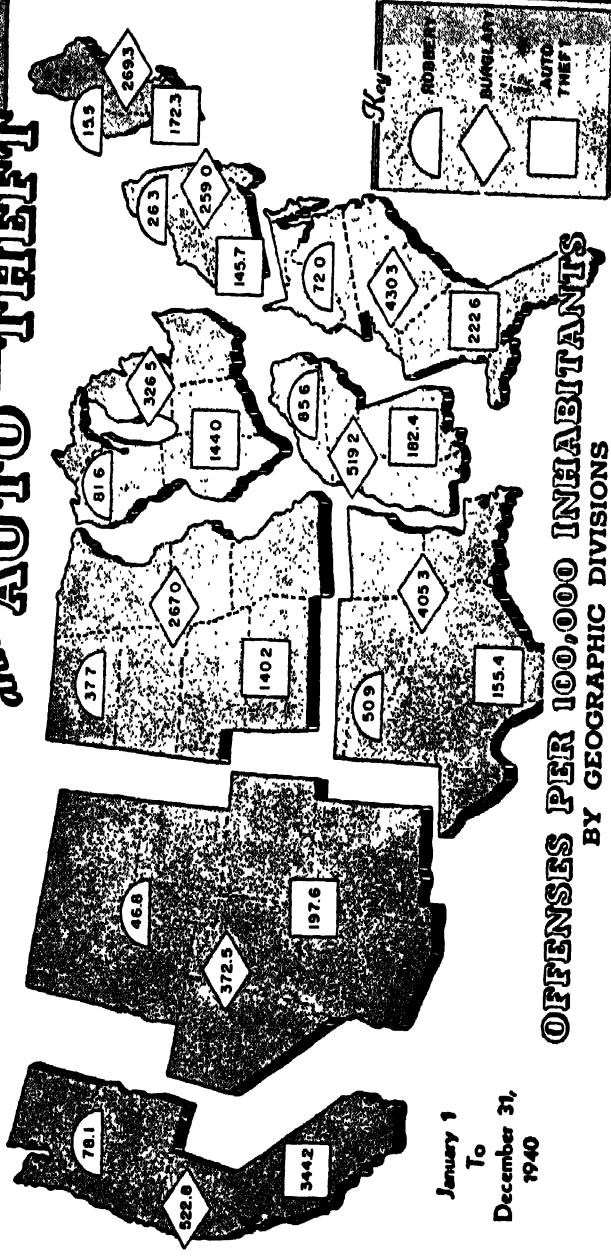 AUTO THEFT
78.1
522.8
344.2
46.8
372.5
197.6
37.7
267.0
140.2
50.9
405.3
155.4
81.6
326.5
144.0
85.6
519.2
182.4
26.3
259.0
145.7
72.0
430.3
222.6
15.5
269.3
172.3
Key
ROBBERY
BURGLARY
AUTO
THEFT
January 1
To
December 31,
1940
OFFENSES PER 100,000 INHABITANTS
BY GEOGRAPHIC DIVISIONS